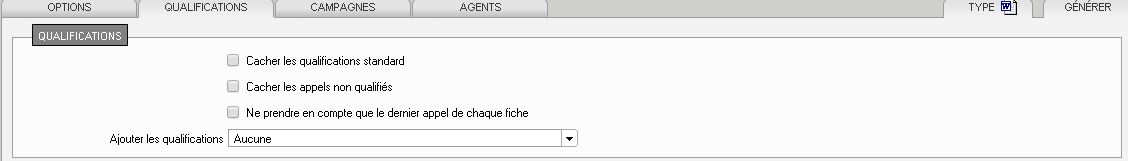 OPTIONS QUALIFICATIONS CAMPAGNES AGENTS TYPE GÉNÉRER
QUALIFICATIONS
Cacher les qualifications standard
Cacher les appels non qualifiés
Ne prendre en compte que le dernier appel de chaque fiche
Ajouter les qualifications Aucune